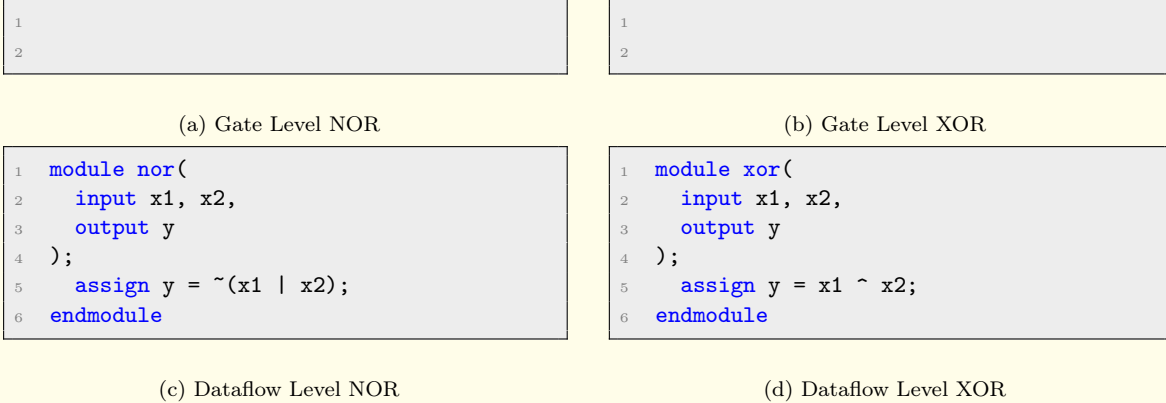 1
2
(a) Gate Level NOR
1
2
(b) Gate Level XOR
1 module nor(
2   input x1, x2,
3   output y
4 );
5   assign y = ~(x1 | x2);
6 endmodule
(c) Dataflow Level NOR
1 module xor(
2   input x1, x2,
3   output y
4 );
5   assign y = x1 ^ x2;
6 endmodule
(d) Dataflow Level XOR